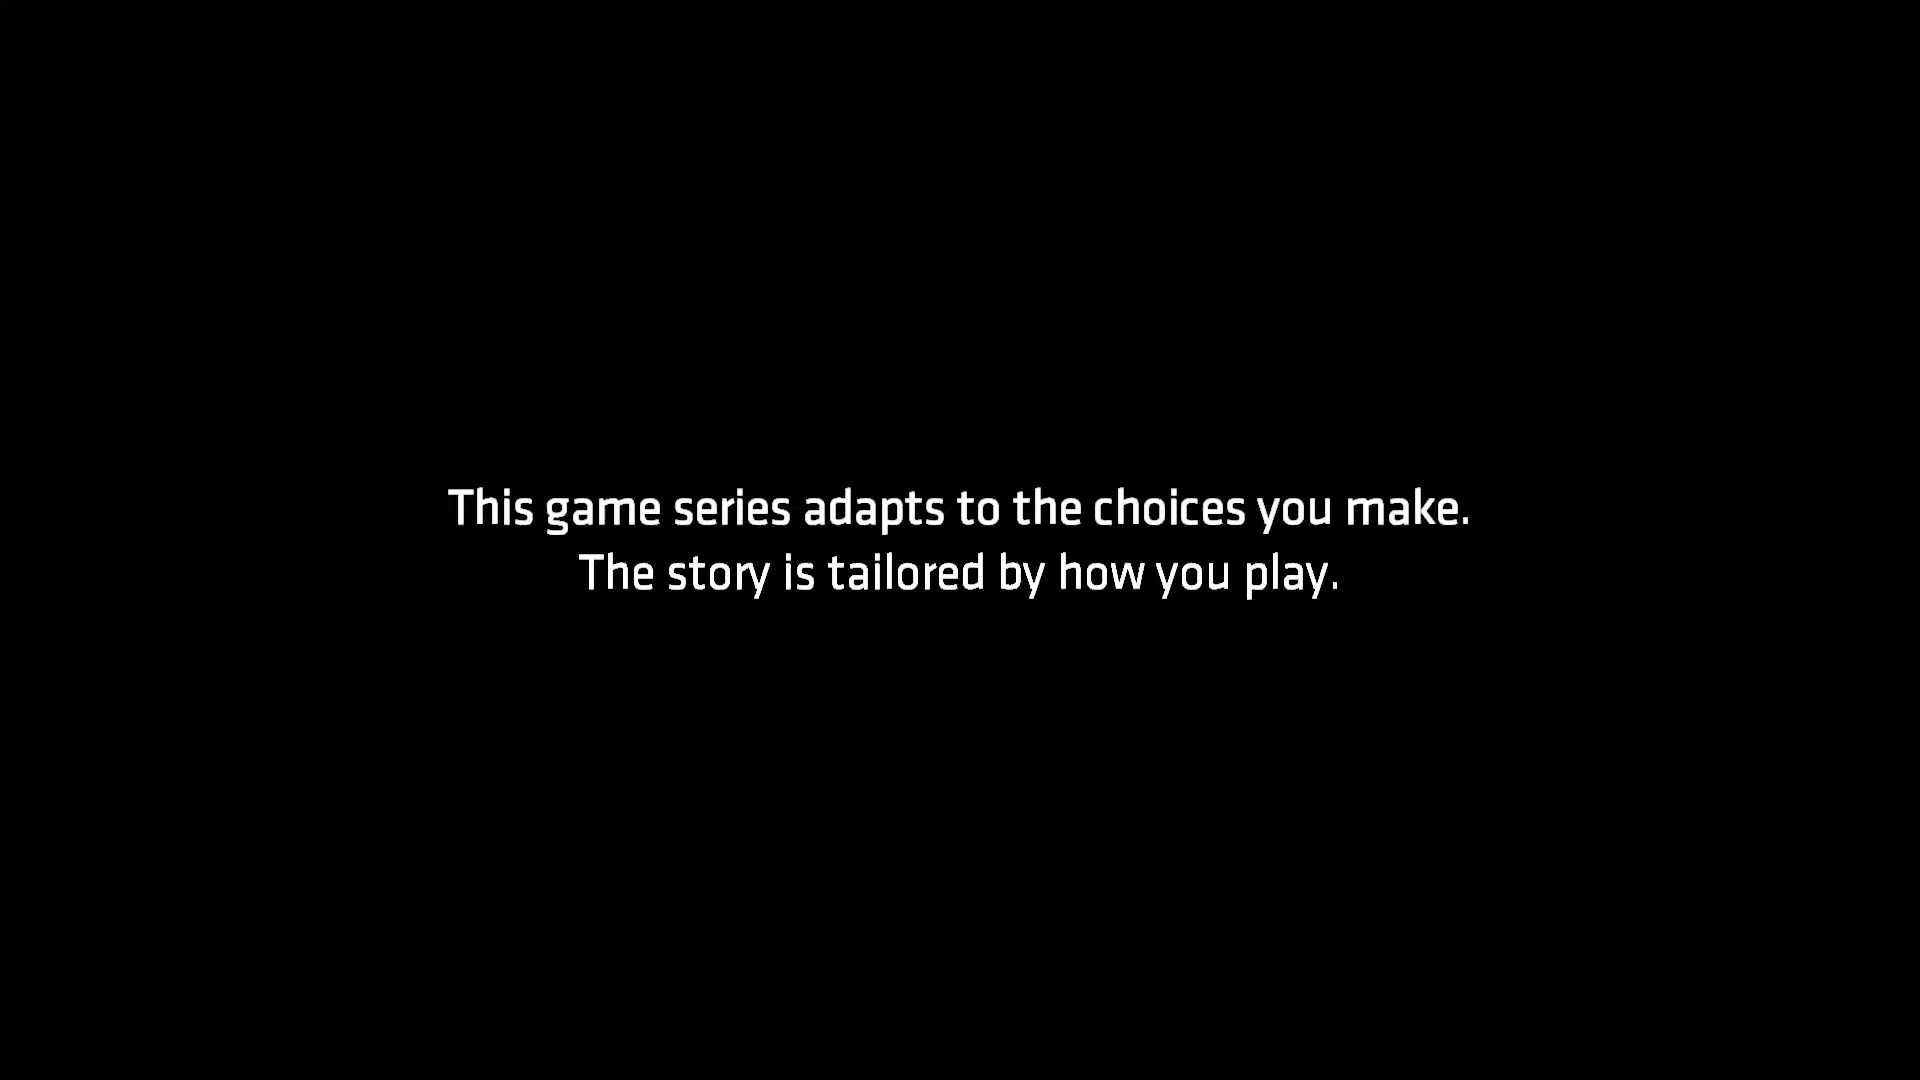 This game series adapts to the choices you make.
The story is tailored by how you play.